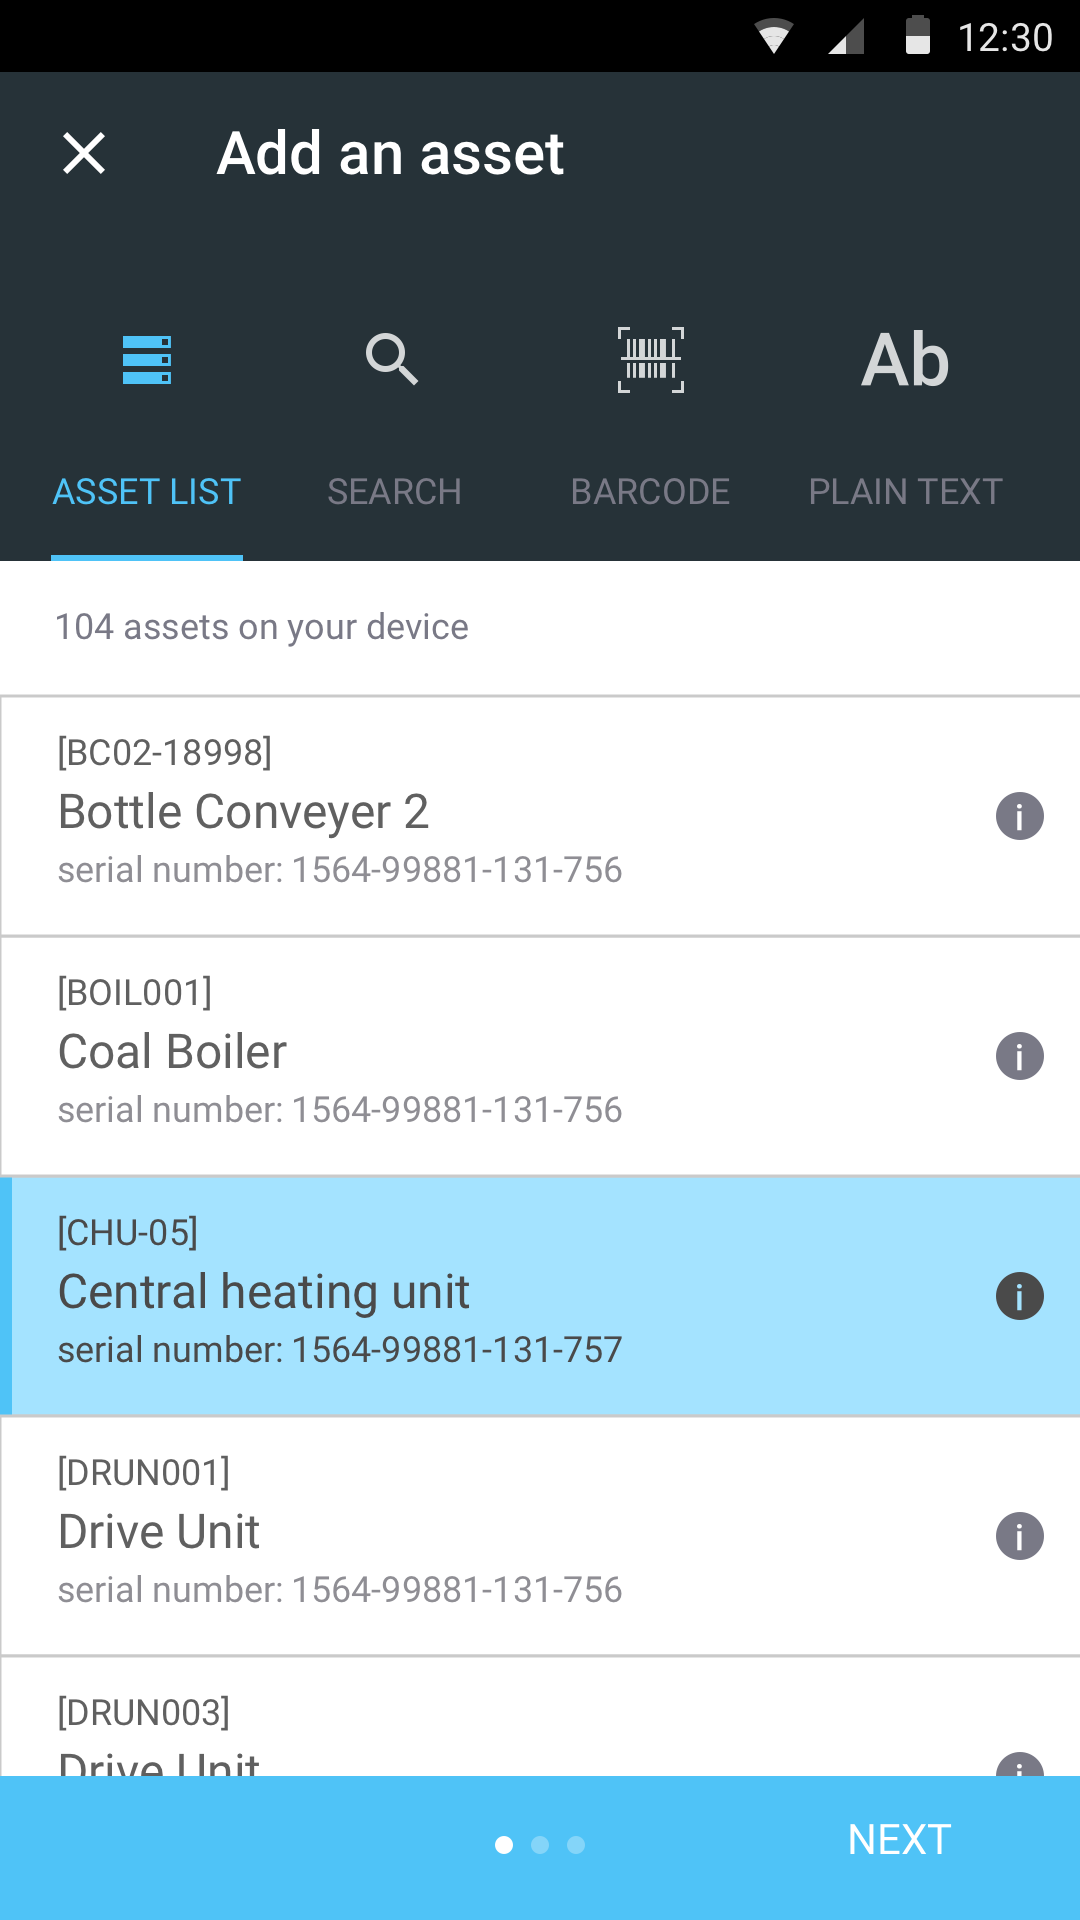 12:30
Add an asset
Ab
ASSET LIST
SEARCH
BARCODE
PLAIN TEXT
104 assets on your device
[BC02-18998]
Bottle Conveyer 2
serial number: 1564-99881-131-756
[BOIL001]
Coal Boiler
serial number: 1564-99881-131-756
[CHU-05]
Central heating unit
serial number: 1564-99881-131-757
[DRUN001]
Drive Unit
serial number: 1564-99881-131-756
[DRUN003]
Drive Unit
NEXT